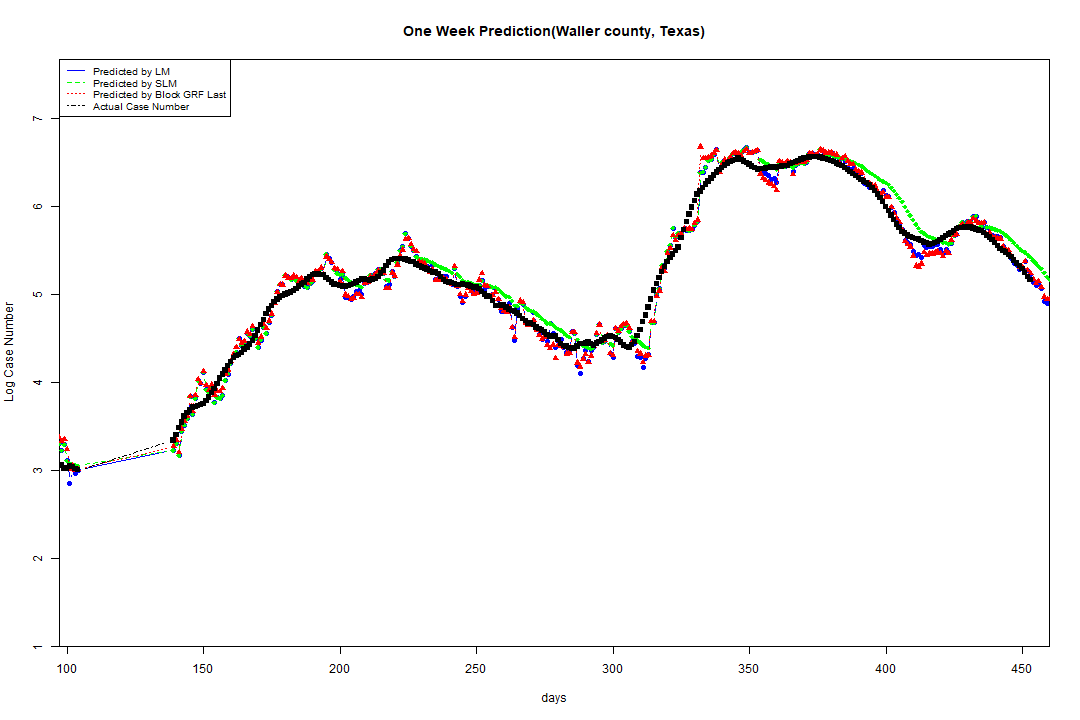 One Week Prediction(Waller county, Texas)
Predicted by LM
Predicted by SLM
Predicted by Block GRF Last
Actual Case Number
Log Case Number
7
6
5
4
3
2
1
100 150 200 250 300 350 400 450
days